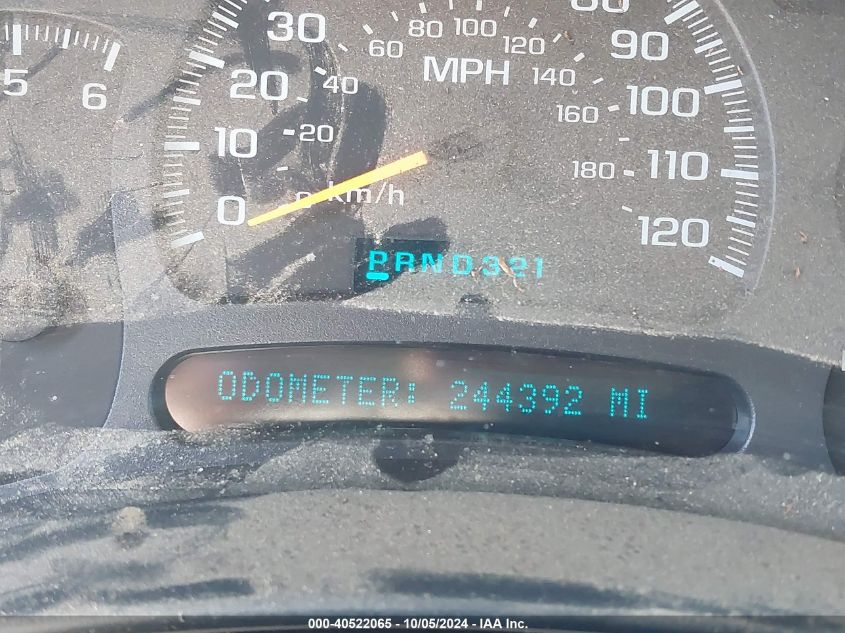 5 6
0 10 20 30 90 100 110 120
0 20 40 60 80 100 120 140 160 180
MPH
km/h
PRND321
ODOMETER: 244392 MI
000-40522065 - 10/05/2024 - IAA Inc.